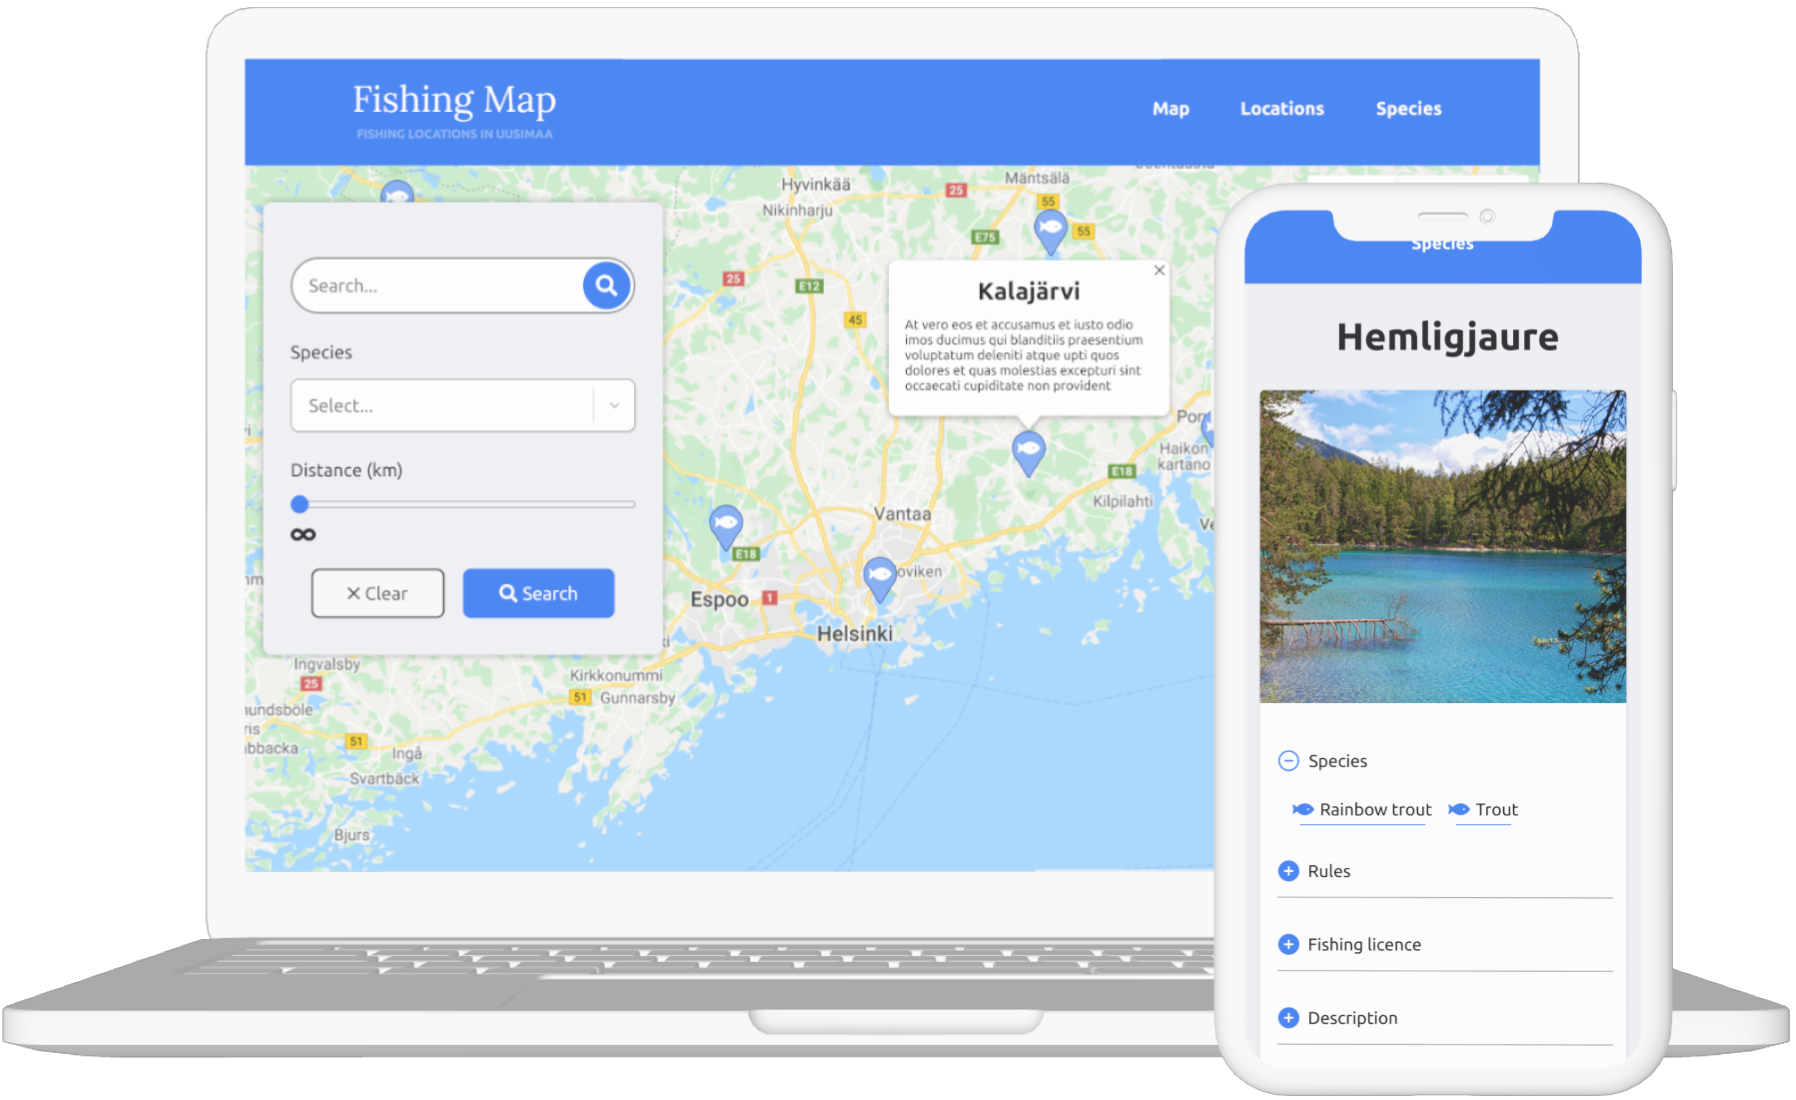 Fishing Map
FISHING LOCATIONS IN UUSIMAA
Map
Locations
Species
Search...
Species
Select...
Distance (km)
∞
Clear
Search
Hyvinkää
Nikinharju
Mäntsälä
25
55
55
E75
25
E12
45
Kalajärvi
At vero eos et accusamus et iusto odio
imos ducimus qui blanditiis praesentium
voluptatum deleniti atque upti quos
dolores et quas molestias excepturi sint
occaecati cupiditate non provident
Haikon
kartano
E18
Kilpilahti
Vantaa
E18
oviken
Espoo
1
Helsinki
Ingvalsby
25
Kirkkonummi
51
Gunnarsby
51
Ingå
Svartbäck
Bjurs
Species
Hemligjaure
Species
Rainbow trout
Trout
Rules
Fishing licence
Description